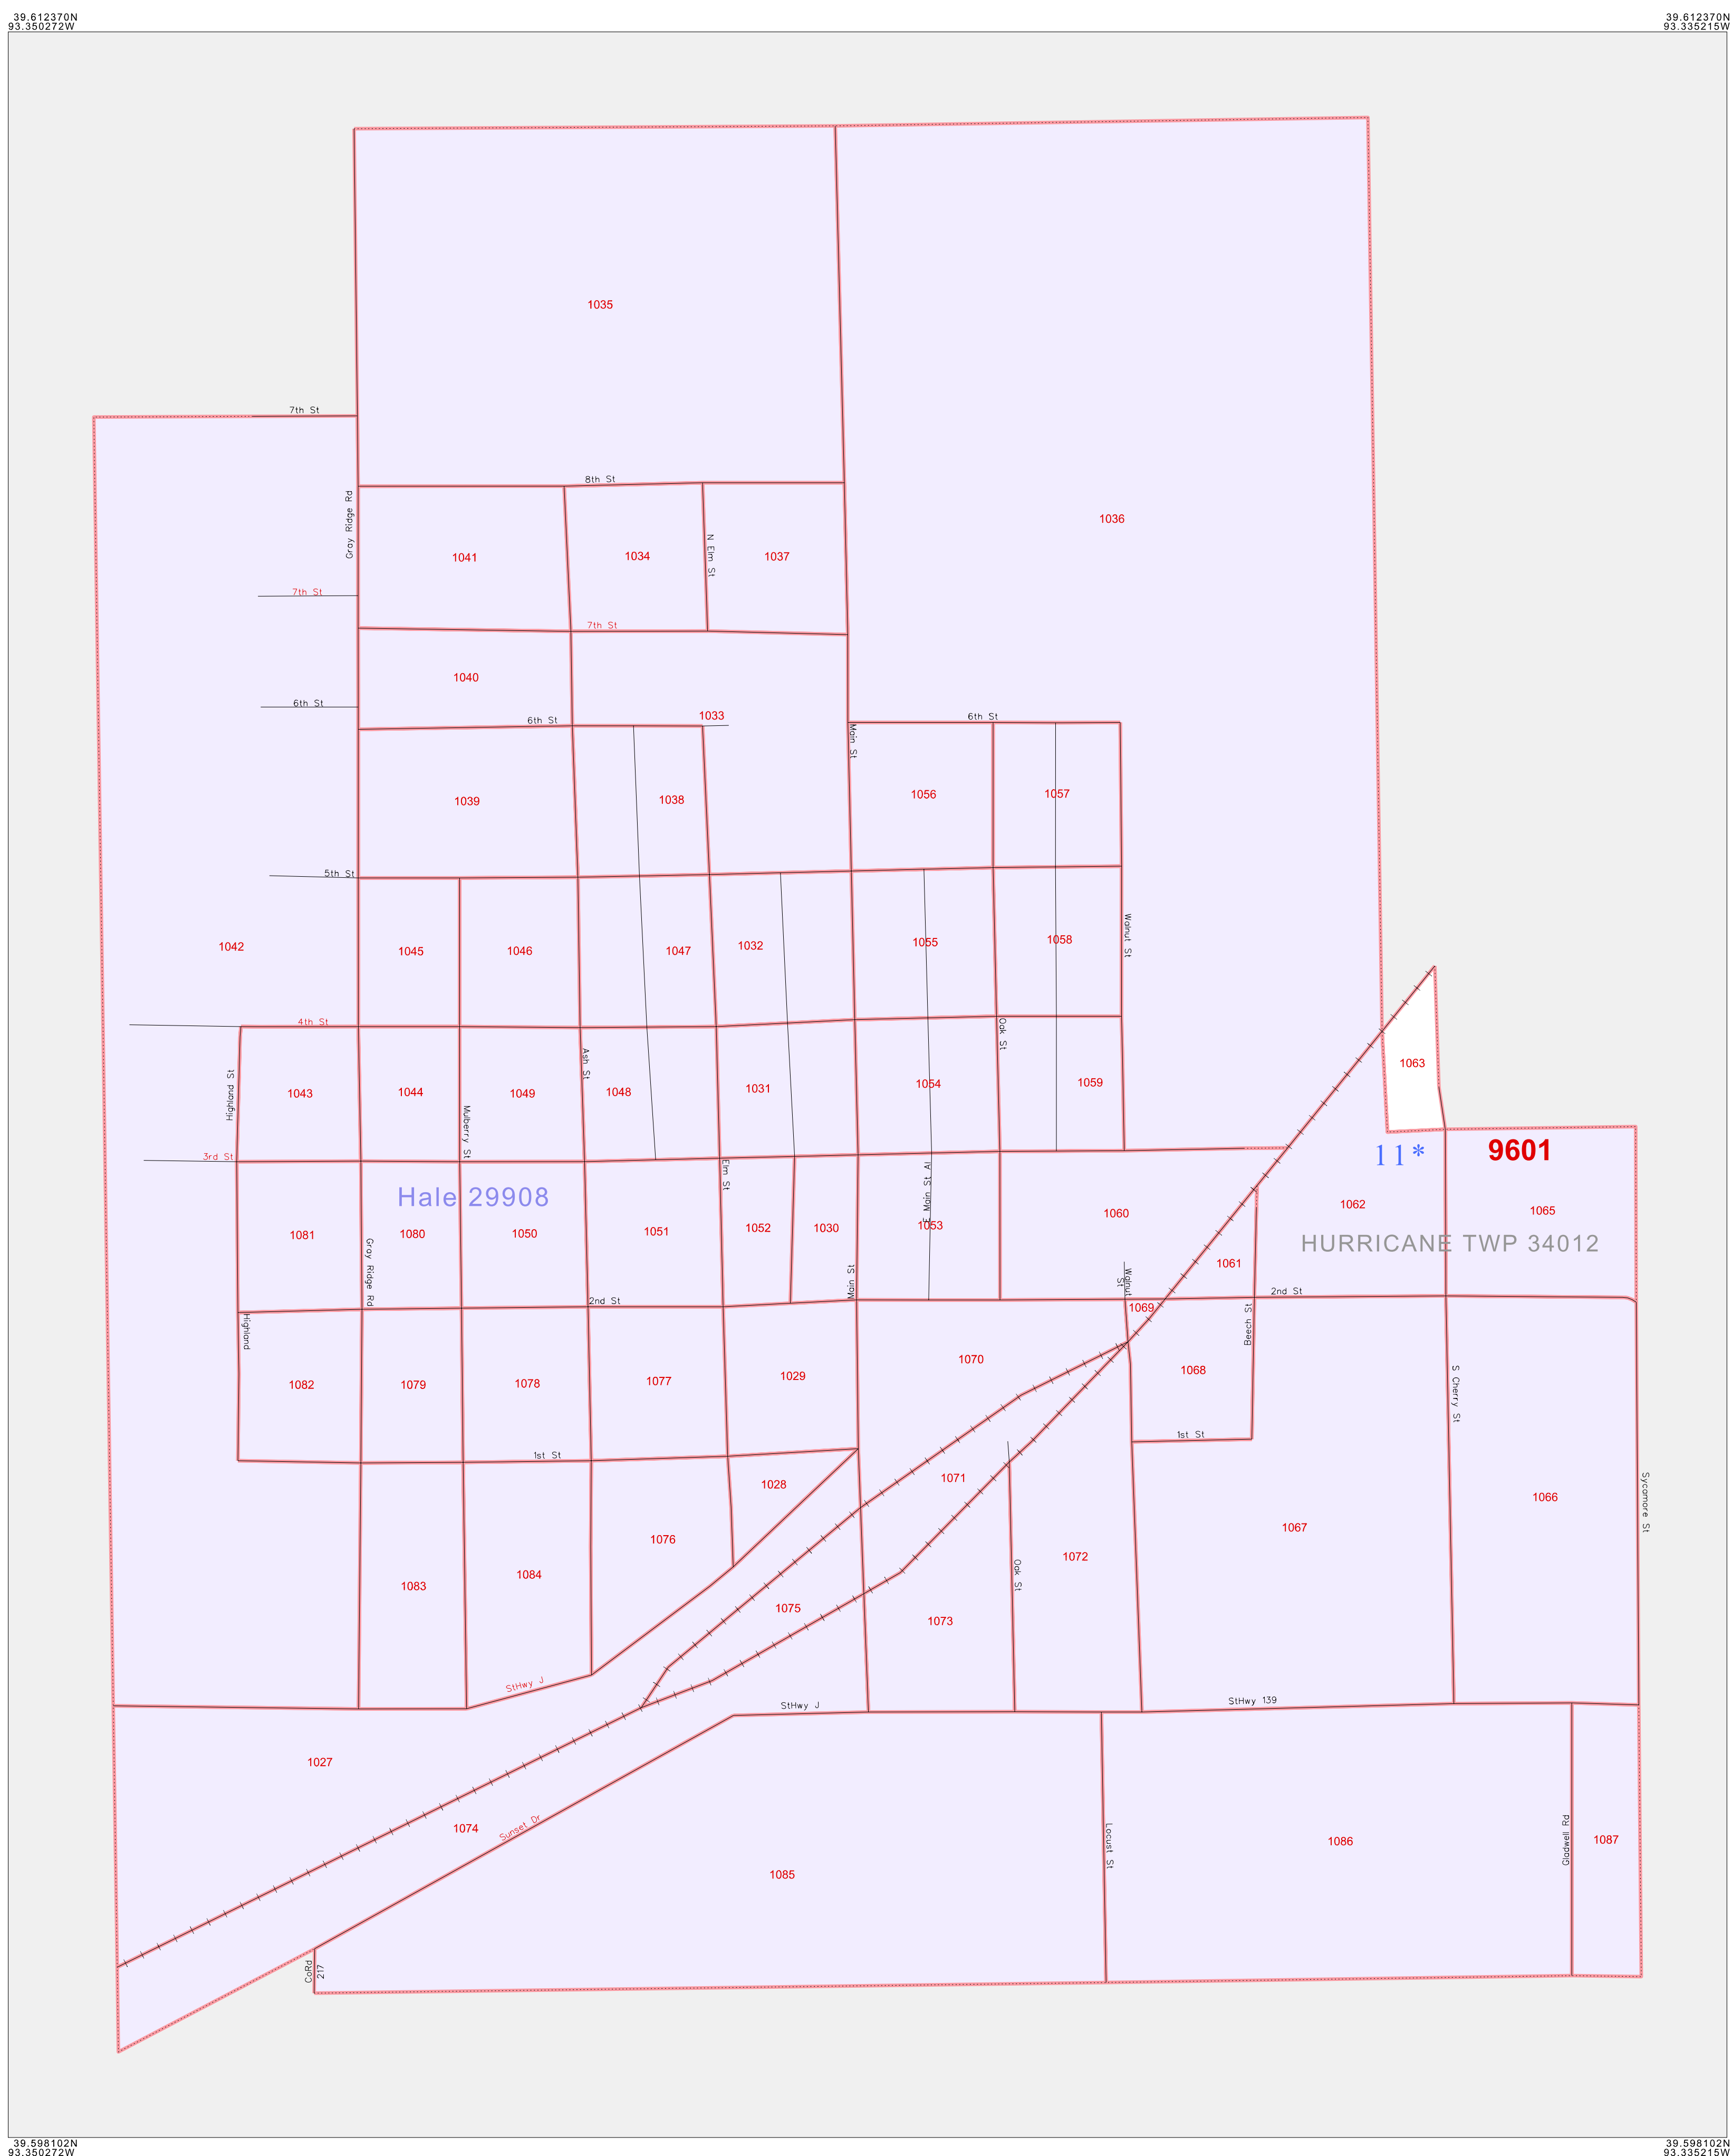 39.612370N
93.350272W
39.612370N
93.335215W
1035
7th St
8th St
Gray Ridge Rd
1036
1041
1034
N Elm St
1037
7th St
7th St
1040
6th St
6th St
1033
6th St
Main St
1039
1038
1056
1057
5th St
1042
1045
1046
1047
1032
1055
1058
Walnut St
4th St
Oak St
1063
Highland St
1043
1044
Mulberry St
1049
Ash St
1048
1031
1054
1059
3rd St
Elm St
E Main St Al
11*
9601
Hale 29908
1081
Gray Ridge Rd
1080
1050
1051
1052
1030
Main St
1053
1060
1062
1065
HURRICANE TWP 34012
1061
Walnut
St
2nd St
1069
2nd St
Beech St
Highland
1082
1079
1078
1077
1029
1070
1068
S Cherry St
1st St
1st St
1028
1071
1066
Sycamore St
1067
1076
1072
Oak St
1083
1084
1075
1073
StHwy J
StHwy J
StHwy 139
1027
1074
Sunset Dr
Locust St
1086
Gladwell Rd
1087
1085
CoRd
217
39.598102N
93.350272W
39.598102N
93.335215W